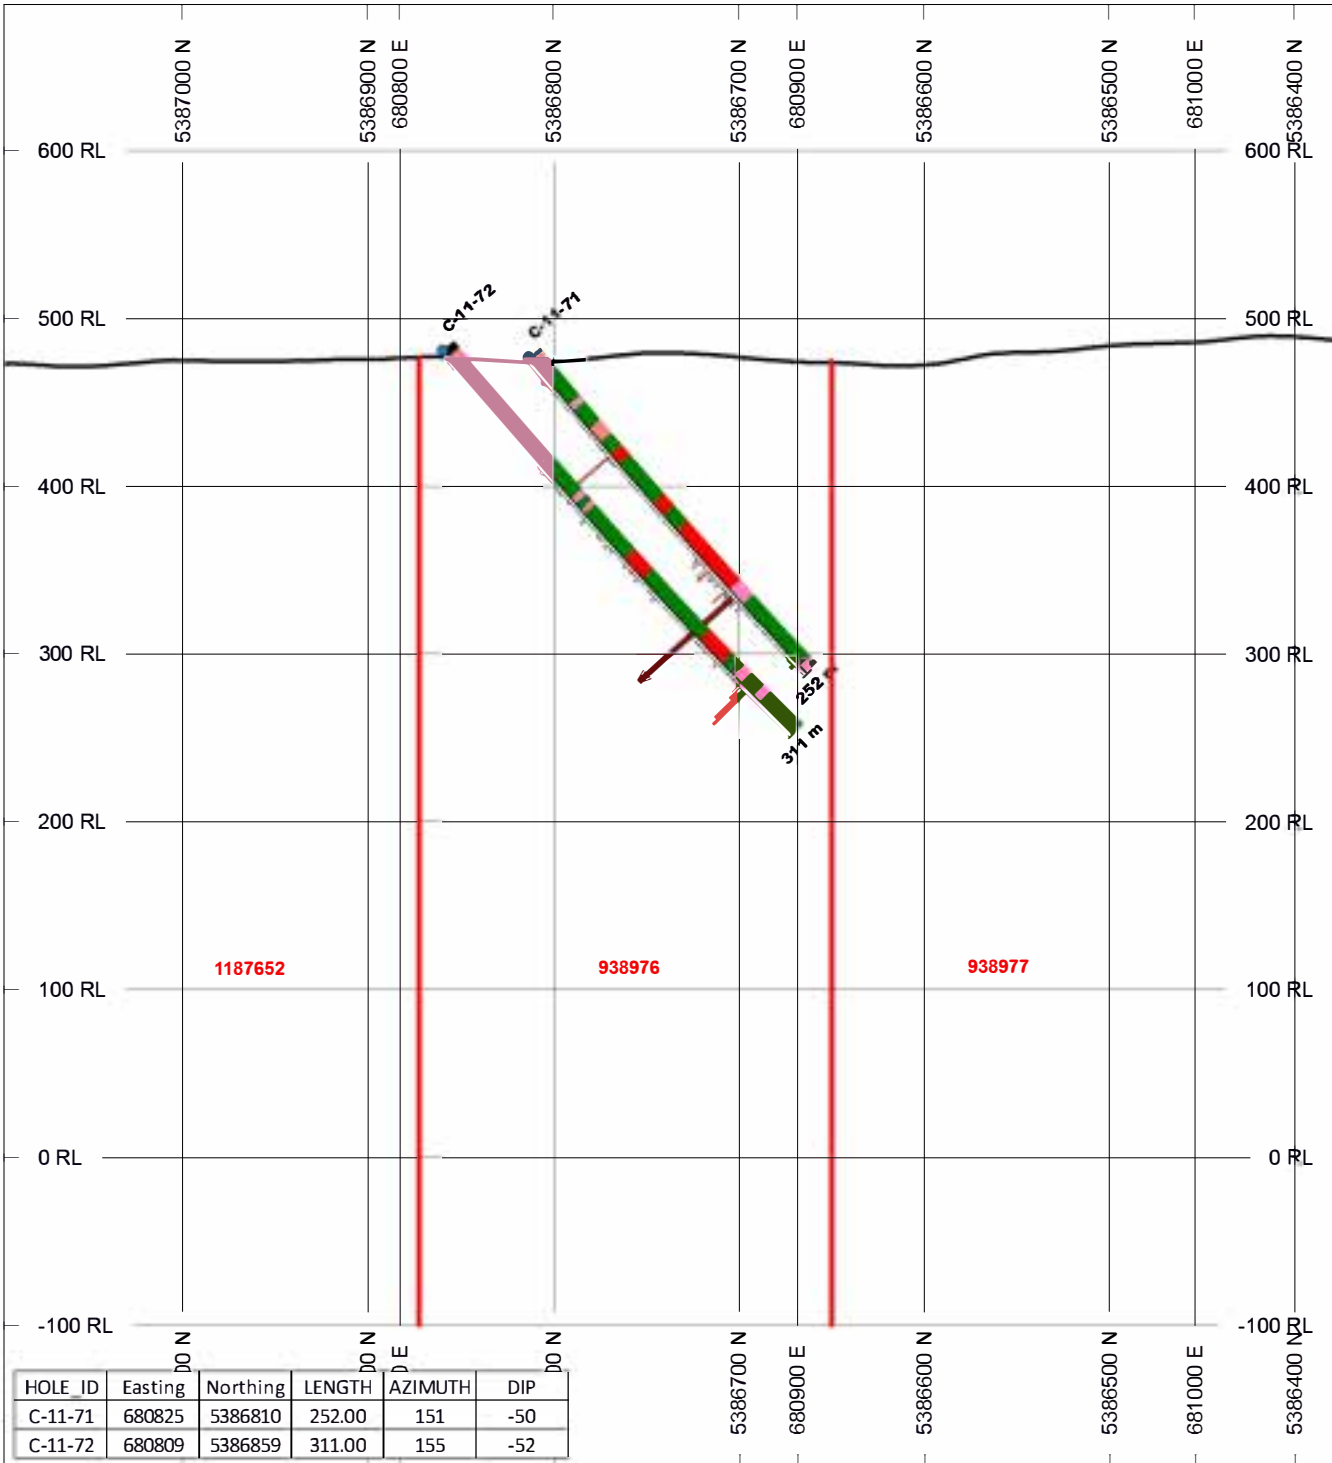 5387000 N
5386900 N
680800 E
5386800 N
5386700 N
680900 E
5386600 N
5386500 N
681000 E
5386400 N
600 RL
600 RL
C-11-72
C-11-71
500 RL
500 RL
400 RL
400 RL
300 RL
300 RL
252
311 m
200 RL
200 RL
1187652
938976
938977
100 RL
100 RL
0 RL
0 RL
-100 RL
-100 RL
00 N
00 N
0 E
00 N
5386700 N
680900 E
5386600 N
5386500 N
681000 E
5386400 N
HOLE_ID Easting Northing LENGTH AZIMUTH DIP
C-11-71 680825 5386810 252.00 151 -50
C-11-72 680809 5386859 311.00 155 -52